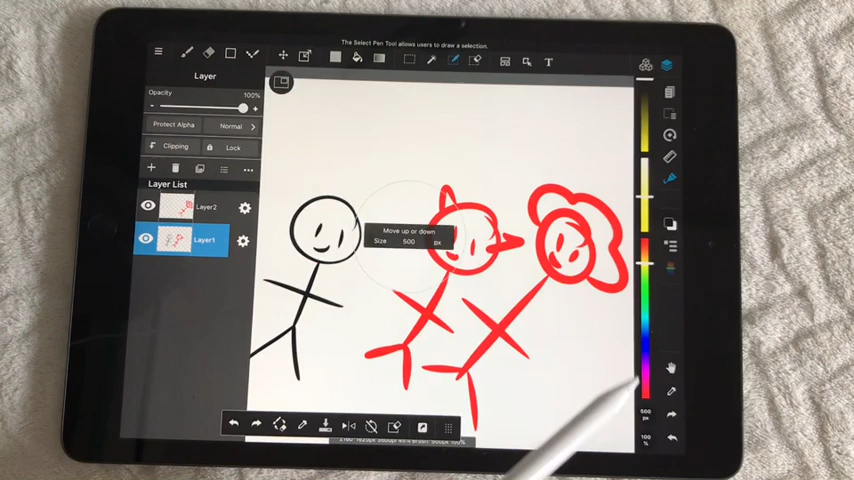 The Select Pen Tool allows users to draw a selection.
Layer
Opacity 100%
- +
Protect Alpha Normal
Clipping Lock
Layer List
Layer2
Layer1
Move up or down
Size 500 px
T
500
px
100
%